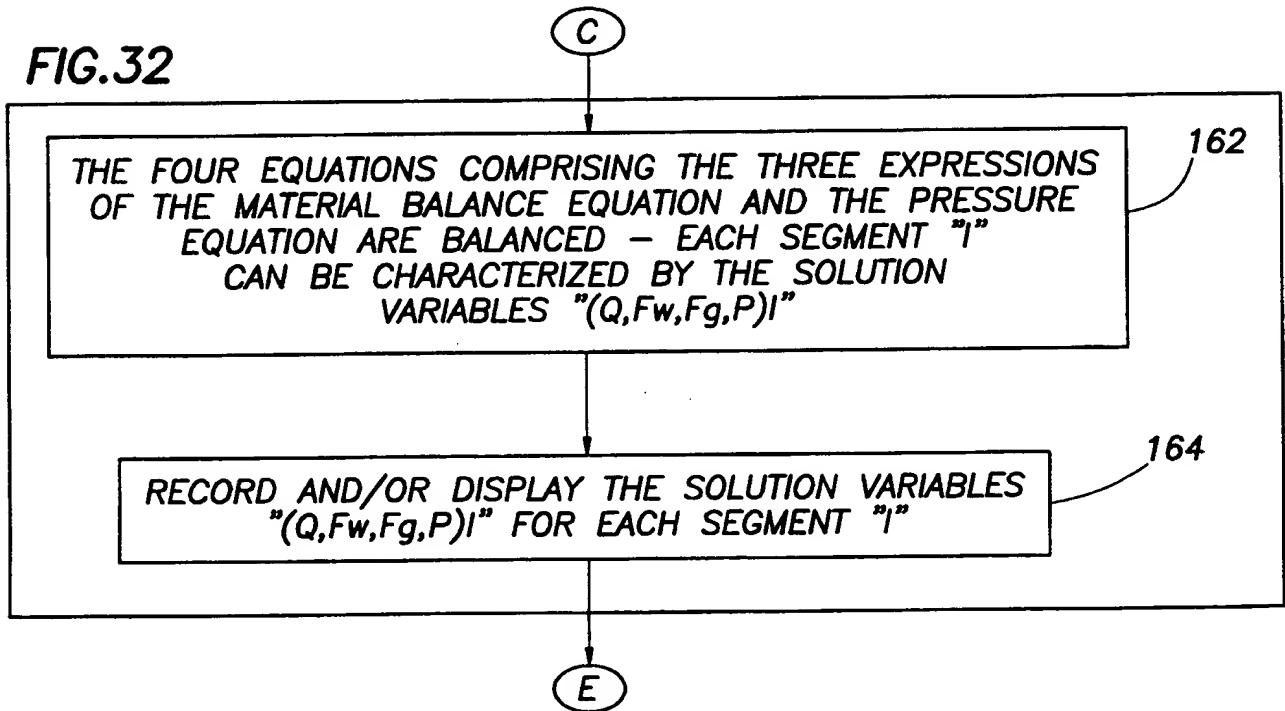 C
FIG.32
162
THE FOUR EQUATIONS COMPRISING THE THREE EXPRESSIONS
OF THE MATERIAL BALANCE EQUATION AND THE PRESSURE
EQUATION ARE BALANCED – EACH SEGMENT "I"
CAN BE CHARACTERIZED BY THE SOLUTION
VARIABLES "(Q,Fw,Fg,P)I"
164
RECORD AND/OR DISPLAY THE SOLUTION VARIABLES
"(Q,Fw,Fg,P)I" FOR EACH SEGMENT "I"
E